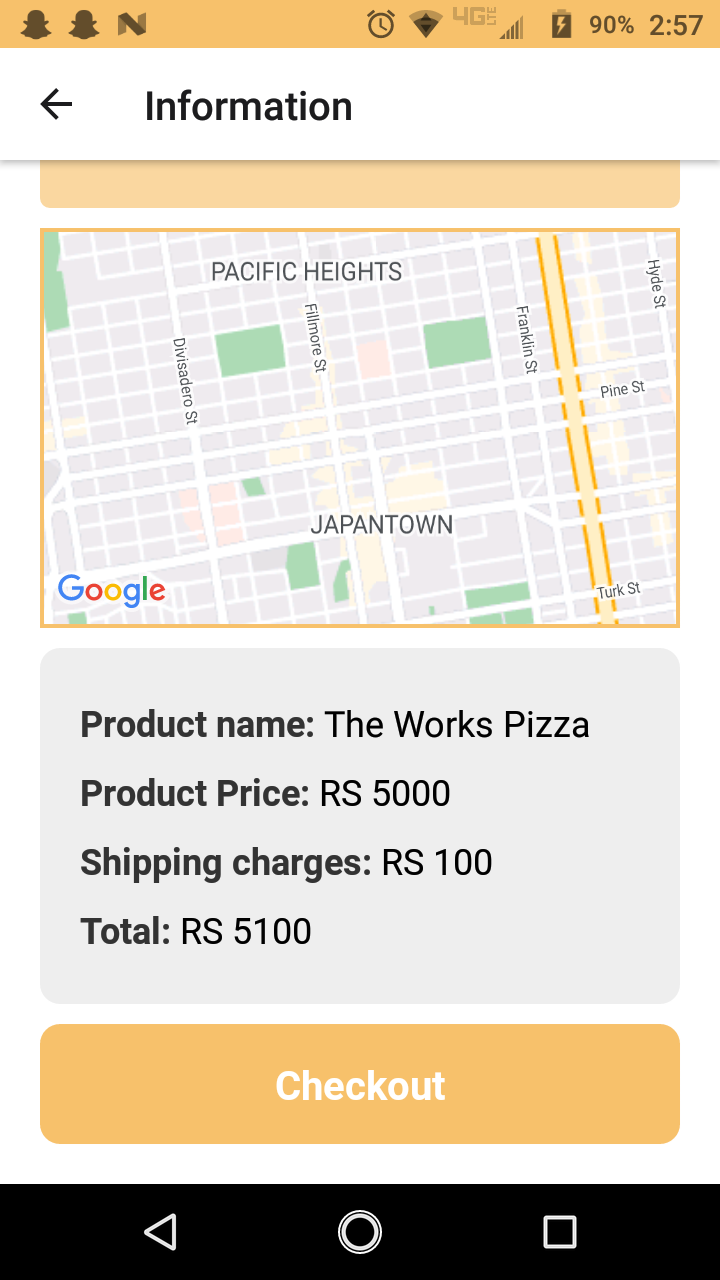 4G LTE 90% 2:57
Information
PACIFIC HEIGHTS
Hyde St
Fillmore St
Franklin St
Divisadero St
Pine St
JAPANTOWN
Google
Turk St
Product name: The Works Pizza
Product Price: RS 5000
Shipping charges: RS 100
Total: RS 5100
Checkout